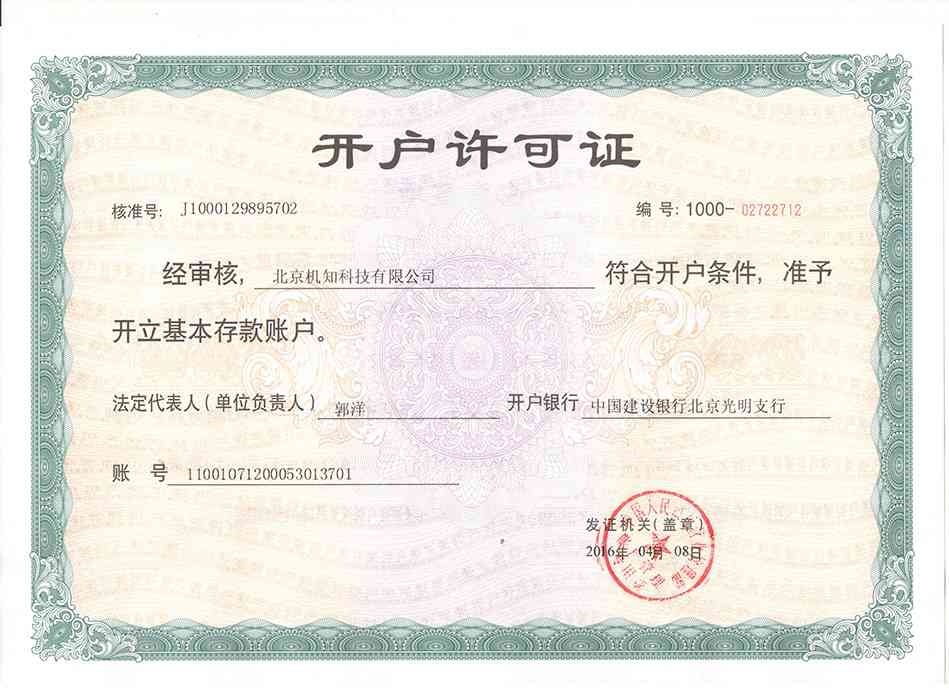 开户许可证
核准号: J1000129895702 编 号: 1000-02722712
经审核, 北京机知科技有限公司 符合开户条件, 准予
开立基本存款账户。
法定代表人(单位负责人) 郭洋 开户银行 中国建设银行北京光明支行
账 号 11001071200053013701
发证机关(盖章)
2016年 04月 08日